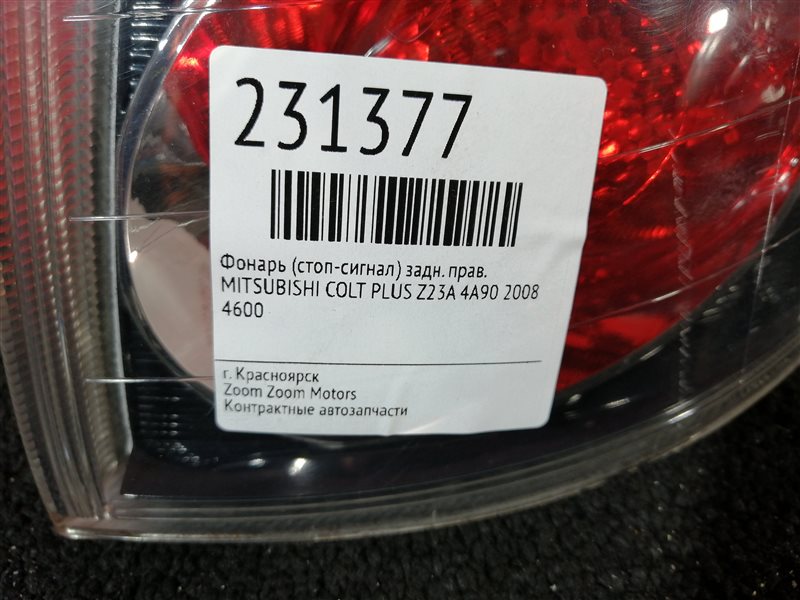 231377
Фонарь (стоп-сигнал) задн. прав.
MITSUBISHI COLT PLUS Z23A 4A90 2008
4600
г. Красноярск
Zoom Zoom Motors
Контрактные автозапчасти